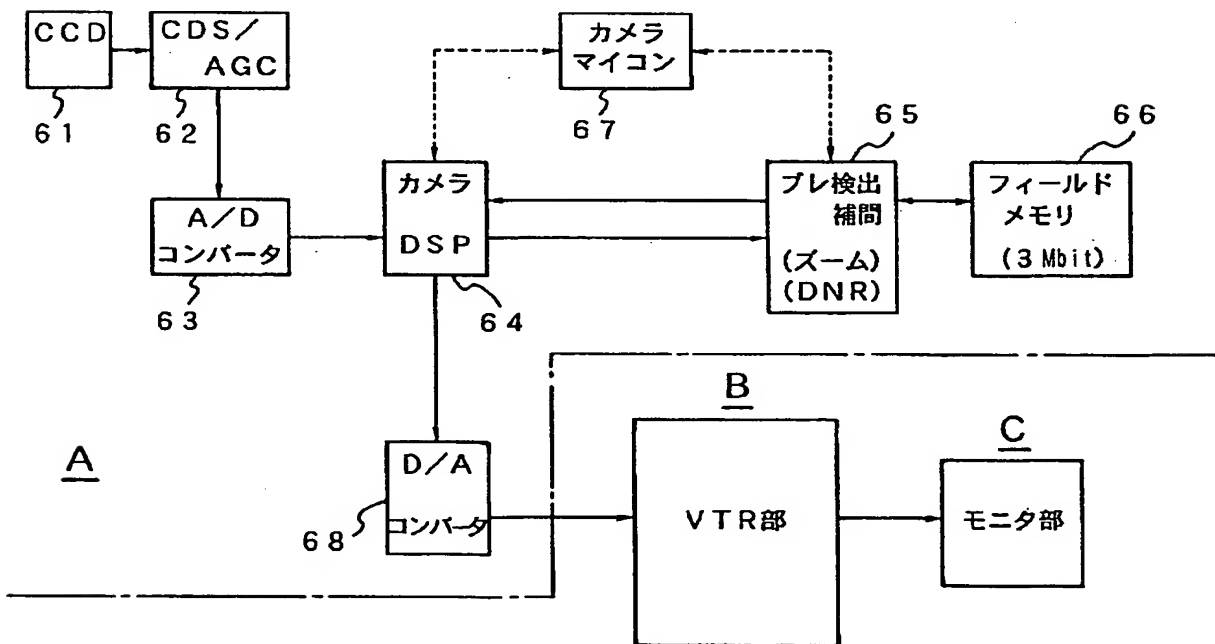 CCD
61
CDS／
AGC
62
カメラ
マイコン
67
A／D
コンバータ
63
カメラ
DSP
64
ブレ検出
補間
(ズーム)
(DNR)
65
フィールド
メモリ
(3Mbit)
66
A
D／A
コンバータ
68
B
VTR部
C
モニタ部